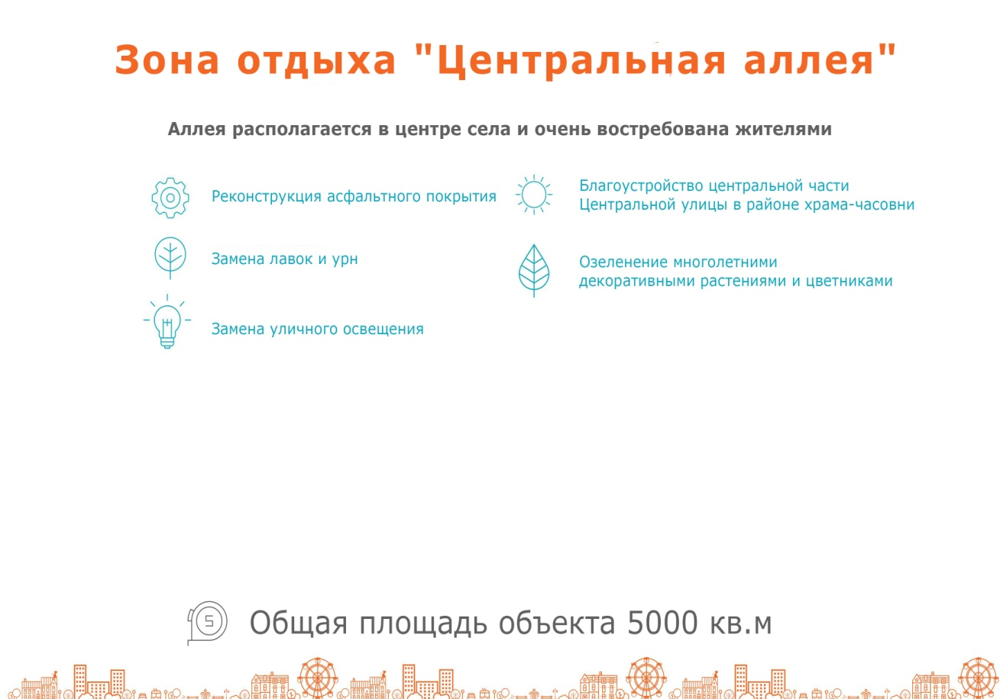 Зона отдыха "Центральная аллея"
Аллея располагается в центре села и очень востребована жителями
Реконструкция асфальтного покрытия
Замена лавок и урн
Замена уличного освещения
Благоустройство центральной части
Центральной улицы в районе храма-часовни
Озеленение многолетними
декоративными растениями и цветниками
5
Общая площадь объекта 5000 кв.м